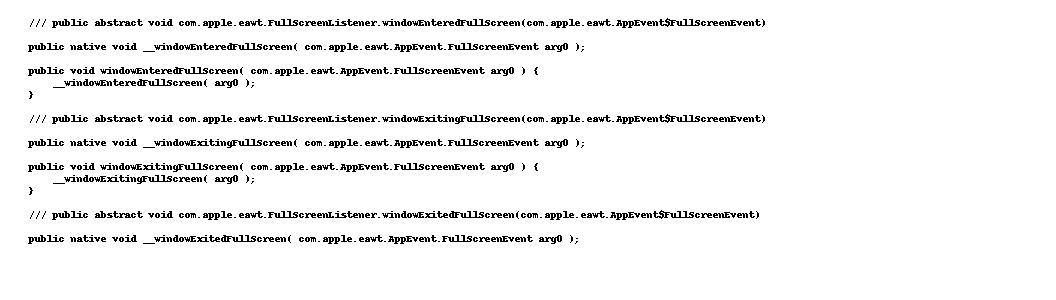 /// public abstract void com.apple.eawt.FullScreenListener.windowEnteredFullScreen(com.apple.eawt.AppEvent$FullScreenEvent)
public native void __windowEnteredFullScreen( com.apple.eawt.AppEvent.FullScreenEvent arg0 );
public void windowEnteredFullScreen( com.apple.eawt.AppEvent.FullScreenEvent arg0 ) {
    __windowEnteredFullScreen( arg0 );
}
/// public abstract void com.apple.eawt.FullScreenListener.windowExitingFullScreen(com.apple.eawt.AppEvent$FullScreenEvent)
public native void __windowExitingFullScreen( com.apple.eawt.AppEvent.FullScreenEvent arg0 );
public void windowExitingFullScreen( com.apple.eawt.AppEvent.FullScreenEvent arg0 ) {
    __windowExitingFullScreen( arg0 );
}
/// public abstract void com.apple.eawt.FullScreenListener.windowExitedFullScreen(com.apple.eawt.AppEvent$FullScreenEvent)
public native void __windowExitedFullScreen( com.apple.eawt.AppEvent.FullScreenEvent arg0 );